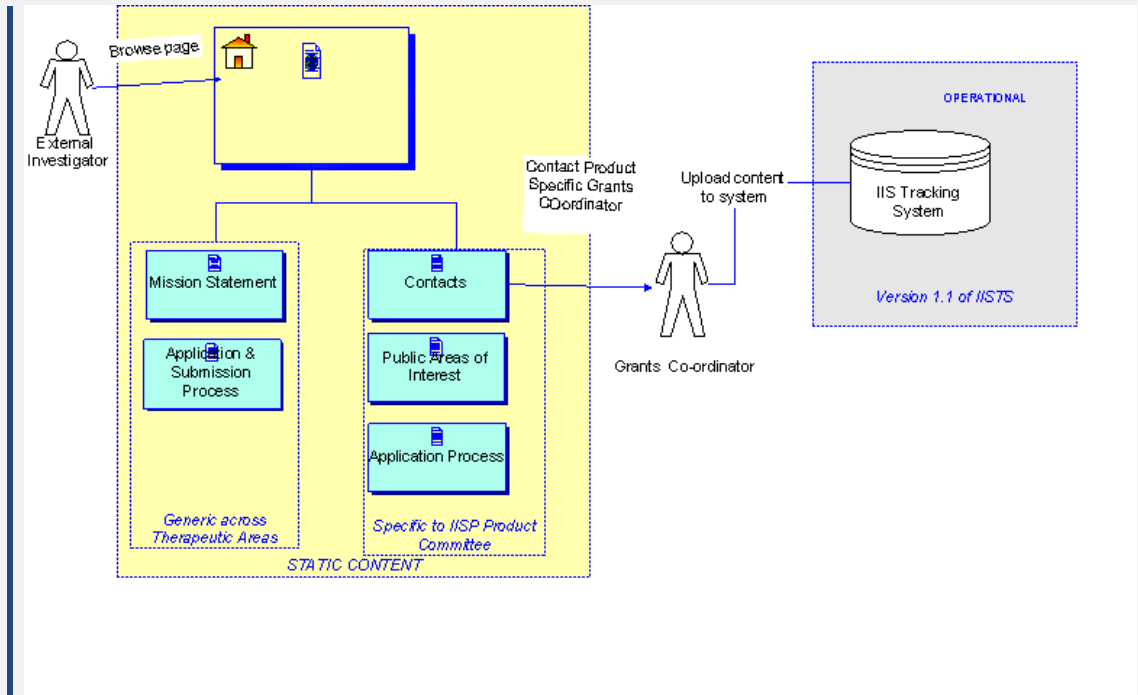 Browse page
External
Investigator
OPERATIONAL
IIS Tracking
System
Version 1.1 of IISTS
Contact Product
Specific Grants
COordinator
Upload content
to system
Grants Co-ordinator
Mission Statement
Application &
Submission
Process
Generic across
Therapeutic Areas
Contacts
Public Areas of
Interest
Application Process
Specific to IISP Product
Committee
STATIC CONTENT